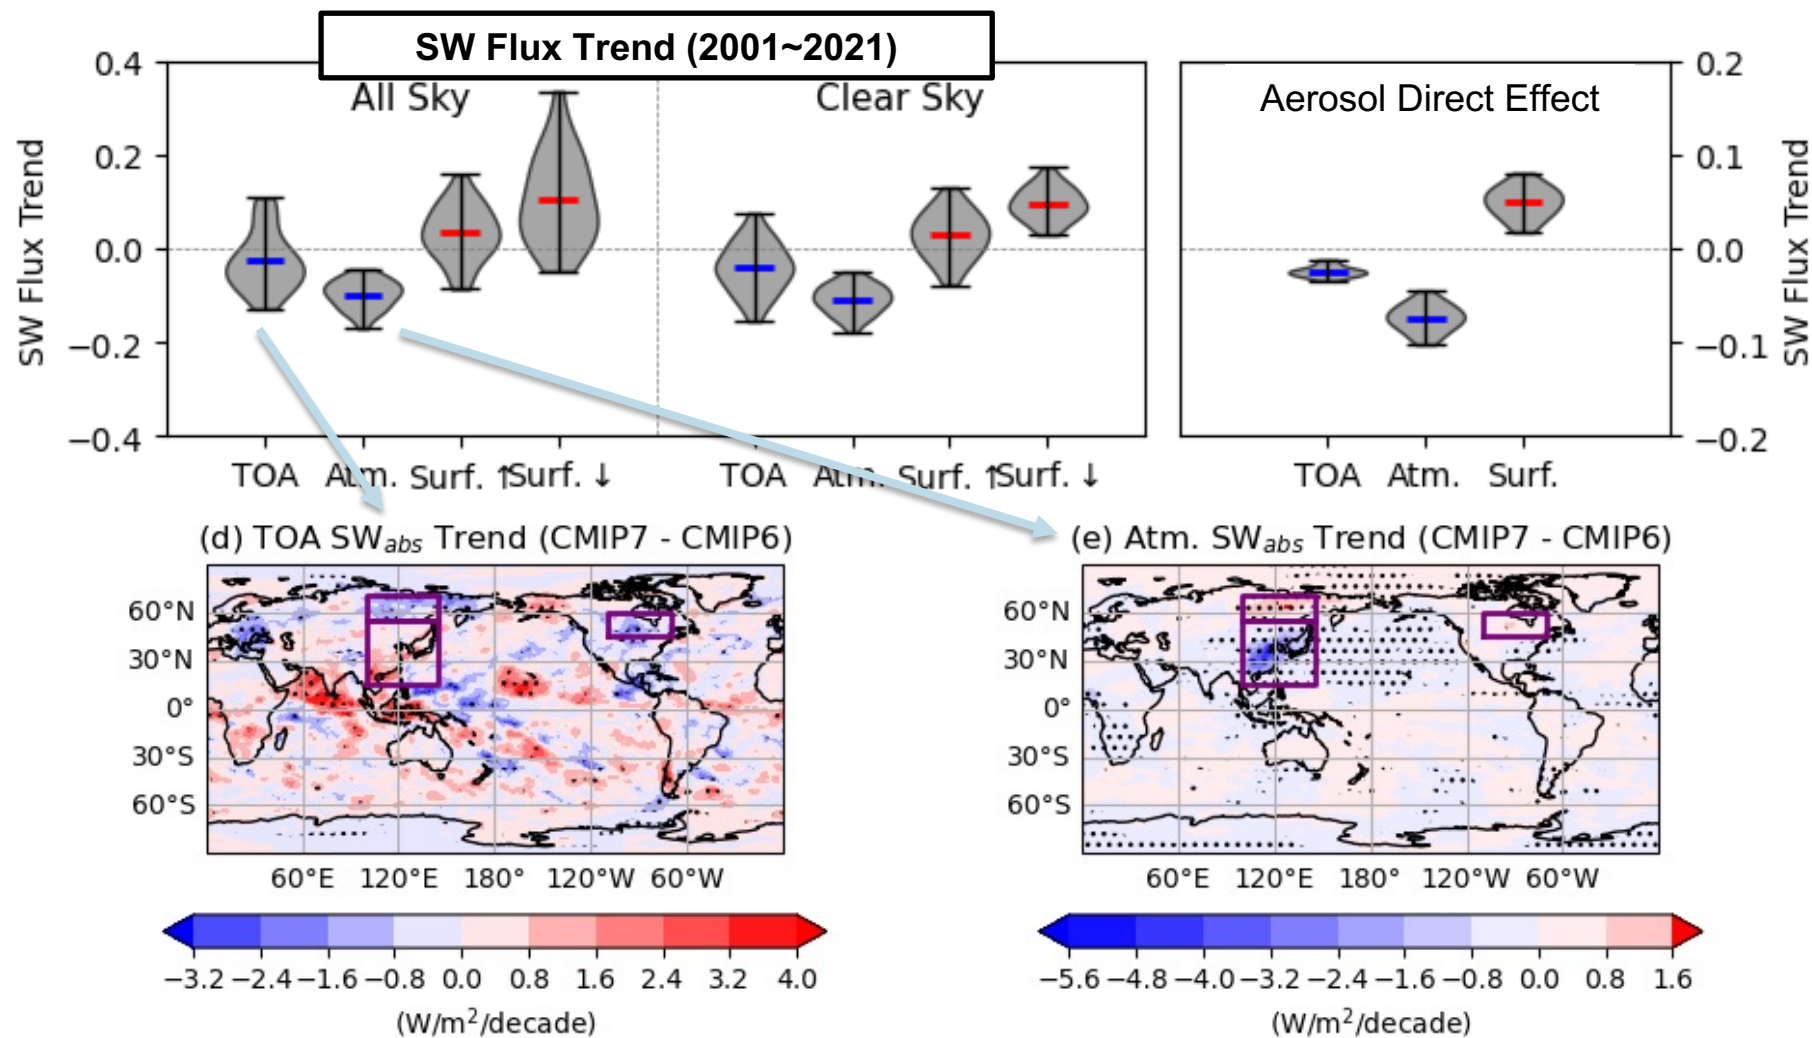 SW Flux Trend (2001~2021)
All Sky
Clear Sky
Aerosol Direct Effect
SW Flux Trend
0.4
0.2
0.0
−0.2
−0.4
TOA Atm. Surf. ↑ Surf. ↓
TOA Atm. Surf. ↑ Surf. ↓
TOA Atm. Surf.
0.2
0.1
0.0
−0.1
−0.2
SW Flux Trend
(d) TOA SWabs Trend (CMIP7 - CMIP6)
60°N
30°N
0°
30°S
60°S
60°E 120°E 180° 120°W 60°W
−3.2 −2.4 −1.6 −0.8 0.0 0.8 1.6 2.4 3.2 4.0
(W/m²/decade)
(e) Atm. SWabs Trend (CMIP7 - CMIP6)
60°N
30°N
0°
30°S
60°S
60°E 120°E 180° 120°W 60°W
−5.6 −4.8 −4.0 −3.2 −2.4 −1.6 −0.8 0.0 0.8 1.6
(W/m²/decade)